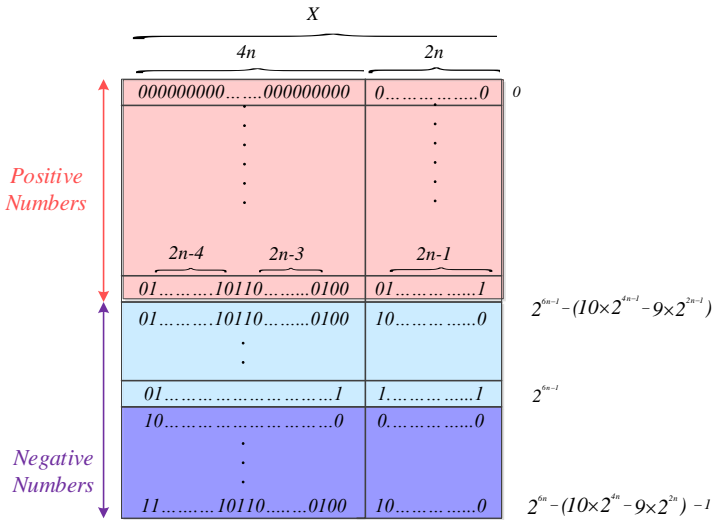 X
4n 2n
000000000…….000000000 0……………..0 0
Positive
Numbers
2n-4 2n-3 2n-1
01……….10110……...0100 01…………...1
2^{6n-1} -(10×2^{4n-1} -9×2^{2n-1})
01……….10110……...0100 10…………...0
01………………………1 1.…………...1 2^{6n-1}
10………………………0 0.…………...0
Negative
Numbers
11…….…10110..……0100 10…………...0 2^{6n} -(10×2^{4n} -9×2^{2n}) -1